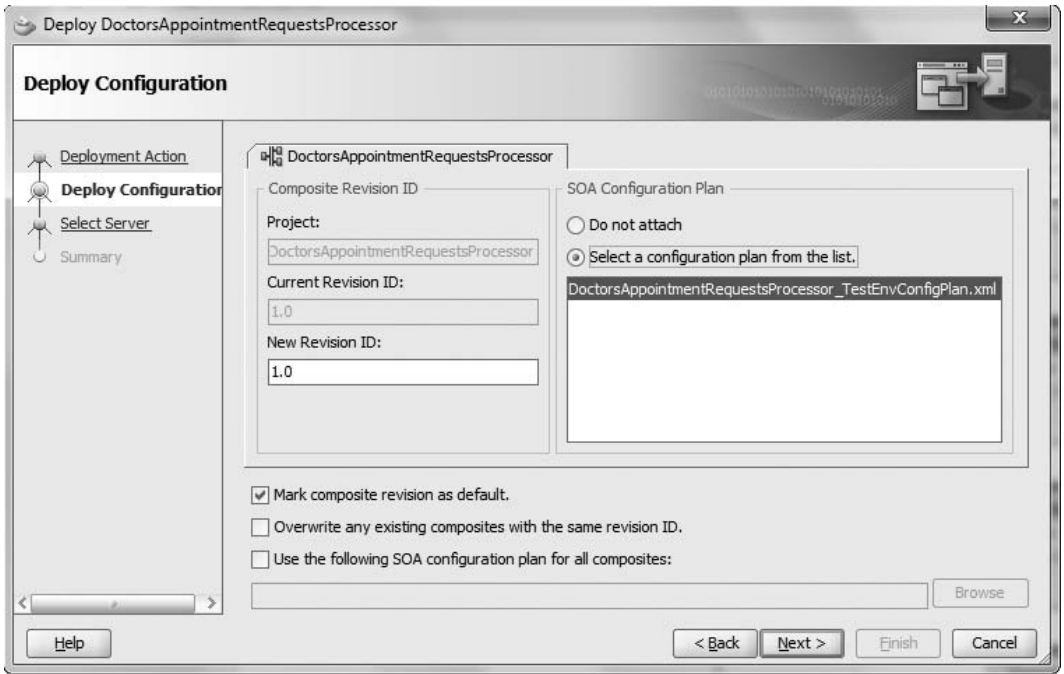 Deploy DoctorsAppointmentRequestsProcessor
x
Deploy Configuration
Deployment Action
Deploy Configuration
Select Server
Summary
DoctorsAppointmentRequestsProcessor
Composite Revision ID
Project:
DoctorsAppointmentRequestsProcessor
Current Revision ID:
1.0
New Revision ID:
1.0
SOA Configuration Plan
Do not attach
Select a configuration plan from the list.
DoctorsAppointmentRequestsProcessor_TestEnvConfigPlan.xml
Mark composite revision as default.
Overwrite any existing composites with the same revision ID.
Use the following SOA configuration plan for all composites:
Browse
Help
< Back
Next >
Finish
Cancel